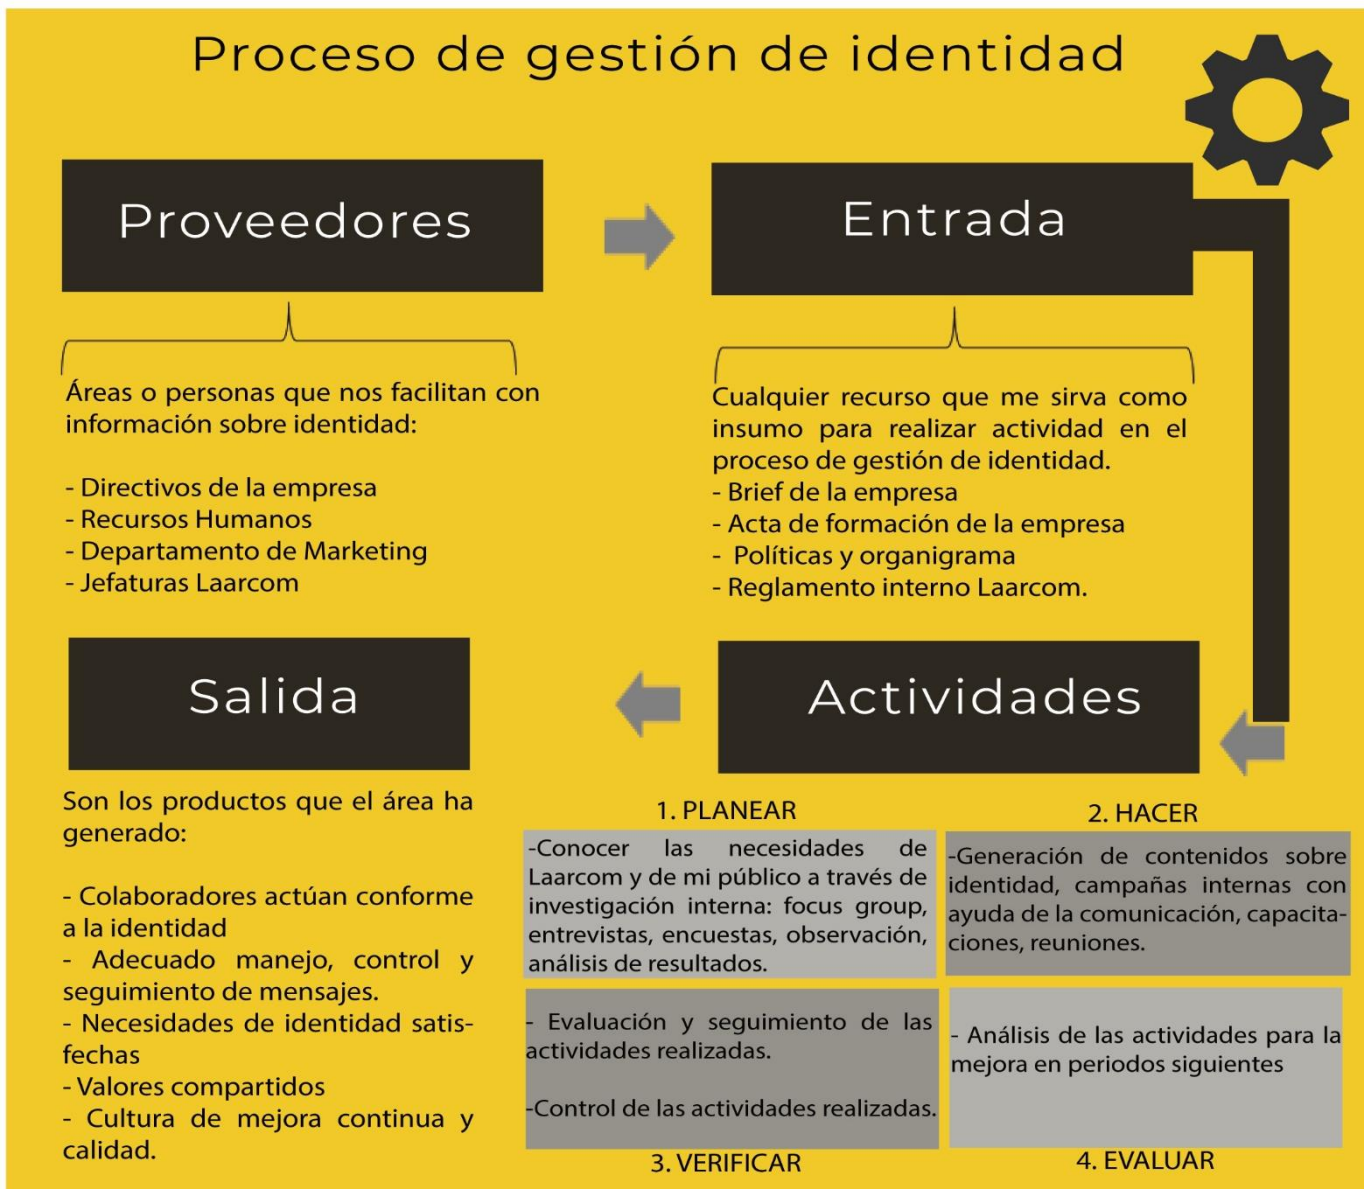 Proceso de gestión de identidad
Proveedores
Entrada
Áreas o personas que nos facilitan con
información sobre identidad:
- Directivos de la empresa
- Recursos Humanos
- Departamento de Marketing
- Jefaturas Laarcom
Cualquier recurso que me sirva como
insumo para realizar actividad en el
proceso de gestión de identidad.
- Brief de la empresa
- Acta de formación de la empresa
- Políticas y organigrama
- Reglamento interno Laarcom.
Salida
Actividades
Son los productos que el área ha
generado:
- Colaboradores actúan conforme
a la identidad
- Adecuado manejo, control y
seguimiento de mensajes.
- Necesidades de identidad satis-
fechas
- Valores compartidos
- Cultura de mejora continua y
calidad.
1. PLANEAR
-Conocer las necesidades de
Laarcom y de mi público a través de
investigación interna: focus group,
entrevistas, encuestas, observación,
análisis de resultados.
2. HACER
-Generación de contenidos sobre
identidad, campañas internas con
ayuda de la comunicación, capacita-
ciones, reuniones.
- Evaluación y seguimiento de las
actividades realizadas.
-Control de las actividades realizadas.
3. VERIFICAR
- Análisis de las actividades para la
mejora en periodos siguientes
4. EVALUAR